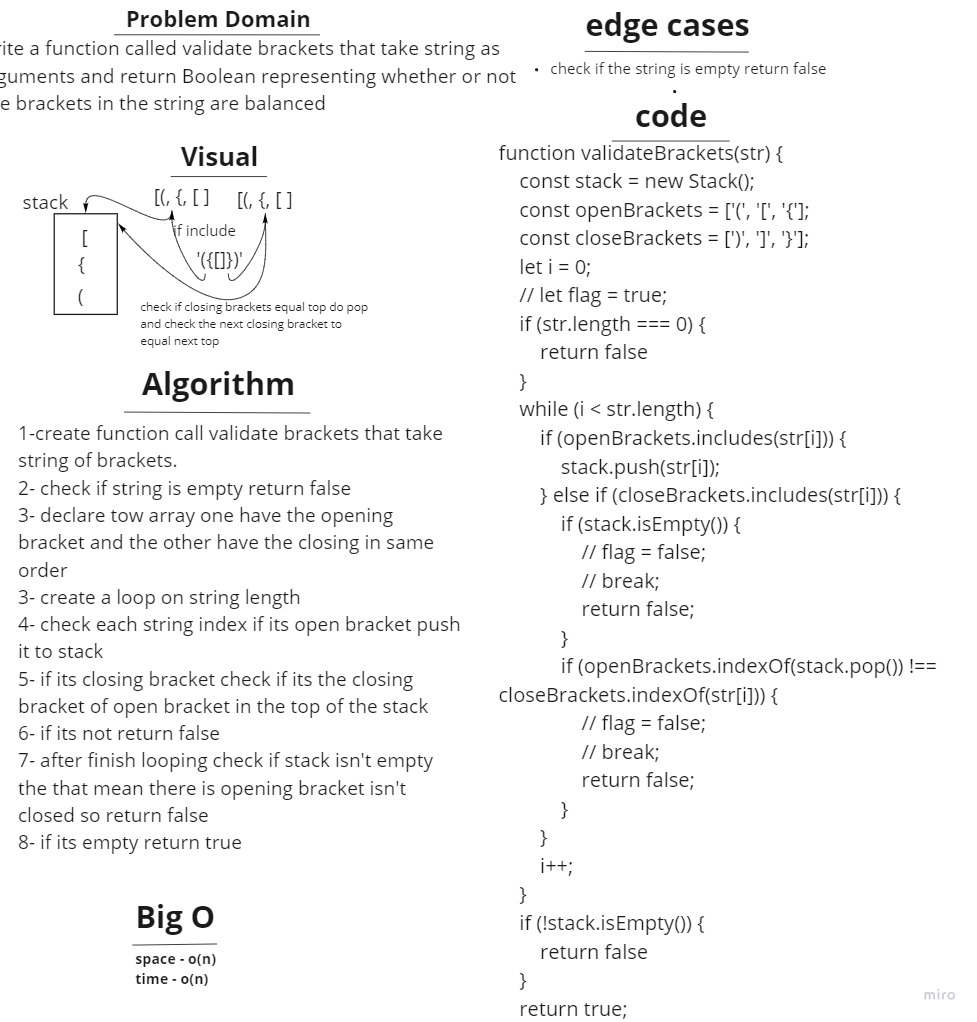 Problem Domain
rite a function called validate brackets that take string as
guments and return Boolean representing whether or not
e brackets in the string are balanced
Visual
stack
[(, {, [ ]
[(, {, [ ]
if include
'({[]})'
[
{
(
check if closing brackets equal top do pop
and check the next closing bracket to
equal next top
Algorithm
1-create function call validate brackets that take
string of brackets.
2- check if string is empty return false
3- declare tow array one have the opening
bracket and the other have the closing in same
order
3- create a loop on string length
4- check each string index if its open bracket push
it to stack
5- if its closing bracket check if its the closing
bracket of open bracket in the top of the stack
6- if its not return false
7- after finish looping check if stack isn't empty
the that mean there is opening bracket isn't
closed so return false
8- if its empty return true
Big O
space - o(n)
time - o(n)
edge cases
• check if the string is empty return false
•
code
function validateBrackets(str) {
const stack = new Stack();
const openBrackets = ['(', '[', '{'];
const closeBrackets = [')', ']', '}'];
let i = 0;
// let flag = true;
if (str.length === 0) {
return false
}
while (i < str.length) {
if (openBrackets.includes(str[i])) {
stack.push(str[i]);
} else if (closeBrackets.includes(str[i])) {
if (stack.isEmpty()) {
// flag = false;
// break;
return false;
}
if (openBrackets.indexOf(stack.pop()) !==
closeBrackets.indexOf(str[i])) {
// flag = false;
// break;
return false;
}
}
i++;
}
if (!stack.isEmpty()) {
return false
}
return true;
miro